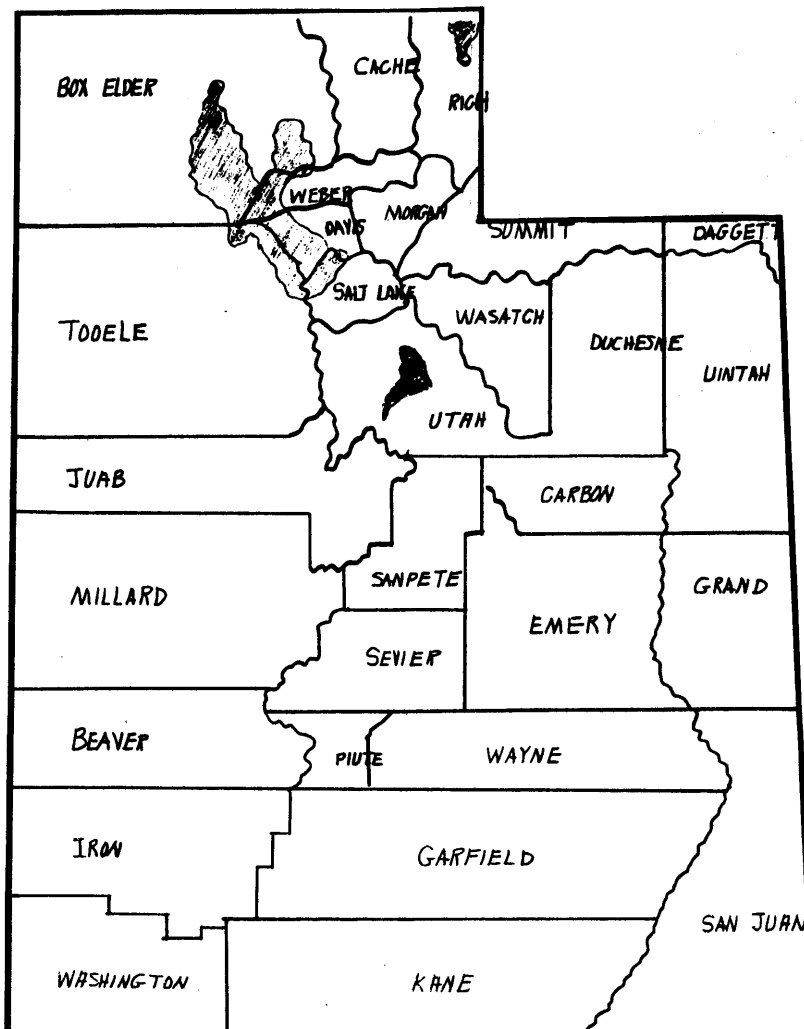 CACHE
BOX ELDER
RICH
WEBER
MORGAN
DAVIS
SUMMIT
DAGGETT
SALT LAKE
WASATCH
TOOELE
DUCHESNE
UINTAH
UTAH
JUAB
CARBON
SANPETE
MILLARD
GRAND
EMERY
SEVIER
BEAVER
PIUTE
WAYNE
IRON
GARFIELD
SAN JUAN
WASHINGTON
KANE